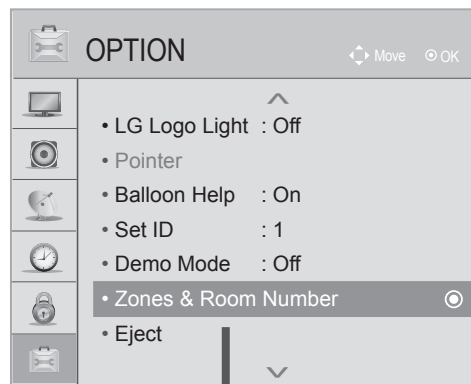 OPTION
Move OK
• LG Logo Light : Off
• Pointer
• Balloon Help : On
• Set ID : 1
• Demo Mode : Off
• Zones & Room Number
• Eject